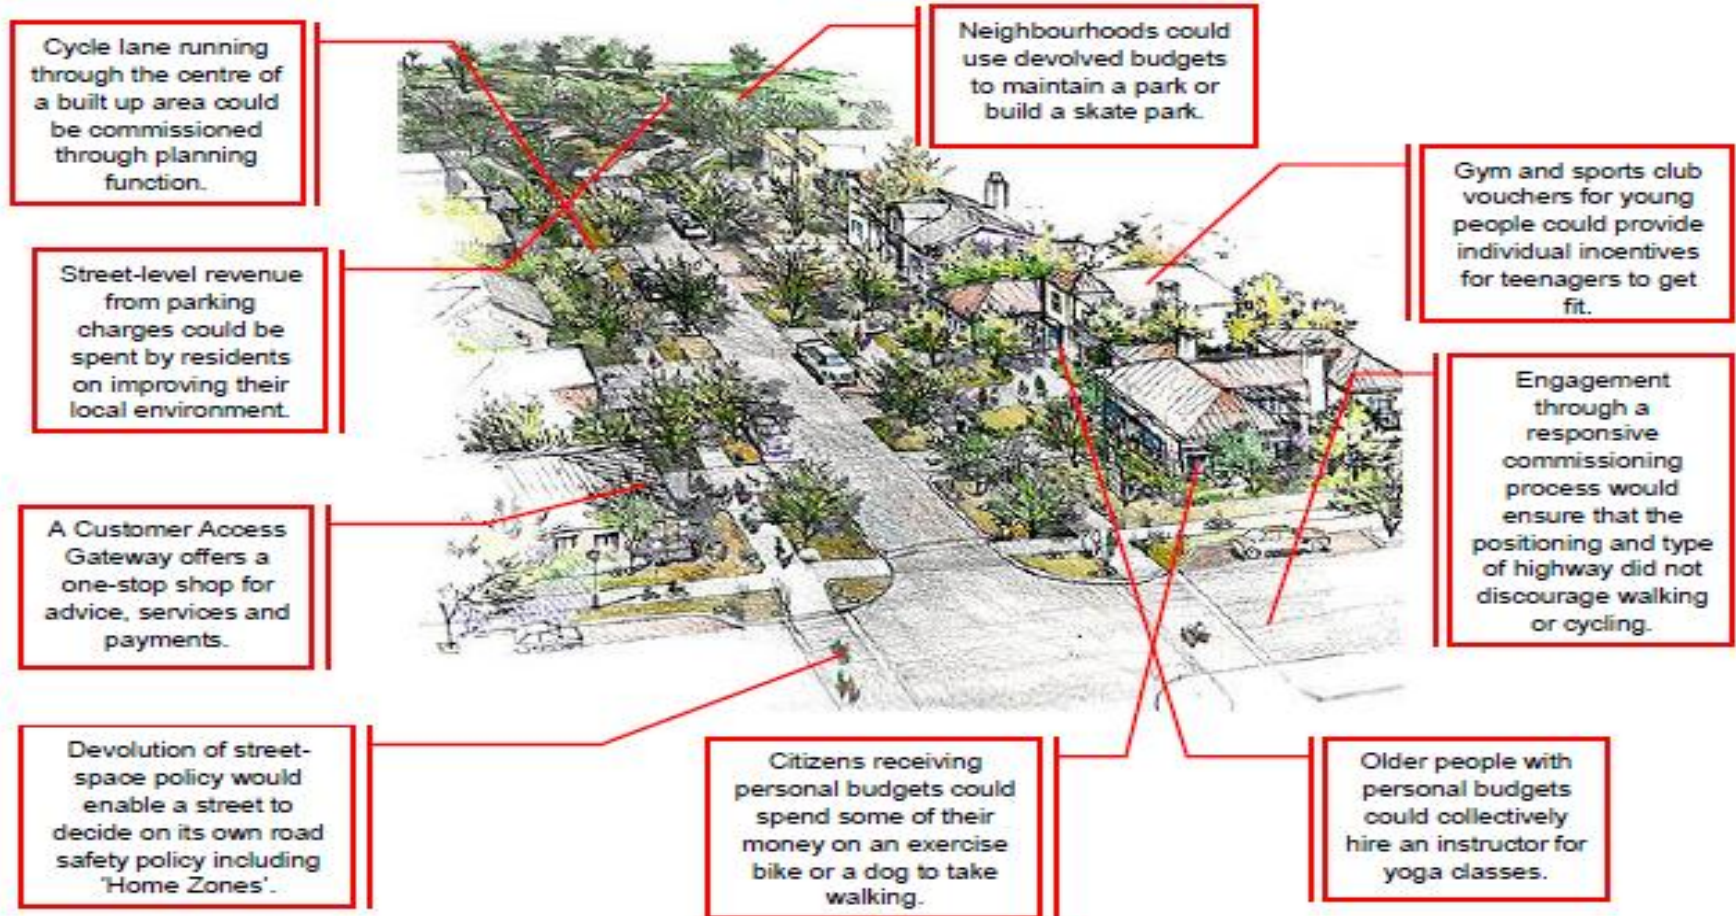 Cycle lane running
through the centre of
a built up area could
be commissioned
through planning
function.
Neighbourhoods could
use devolved budgets
to maintain a park or
build a skate park.
Gym and sports club
vouchers for young
people could provide
individual incentives
for teenagers to get
fit.
Street-level revenue
from parking
charges could be
spent by residents
on improving their
local environment.
Engagement
through a
responsive
commissioning
process would
ensure that the
positioning and type
of highway did not
discourage walking
or cycling.
A Customer Access
Gateway offers a
one-stop shop for
advice, services and
payments.
Devolution of street-
space policy would
enable a street to
decide on its own road
safety policy including
'Home Zones'.
Citizens receiving
personal budgets could
spend some of their
money on an exercise
bike or a dog to take
walking.
Older people with
personal budgets
could collectively
hire an instructor for
yoga classes.